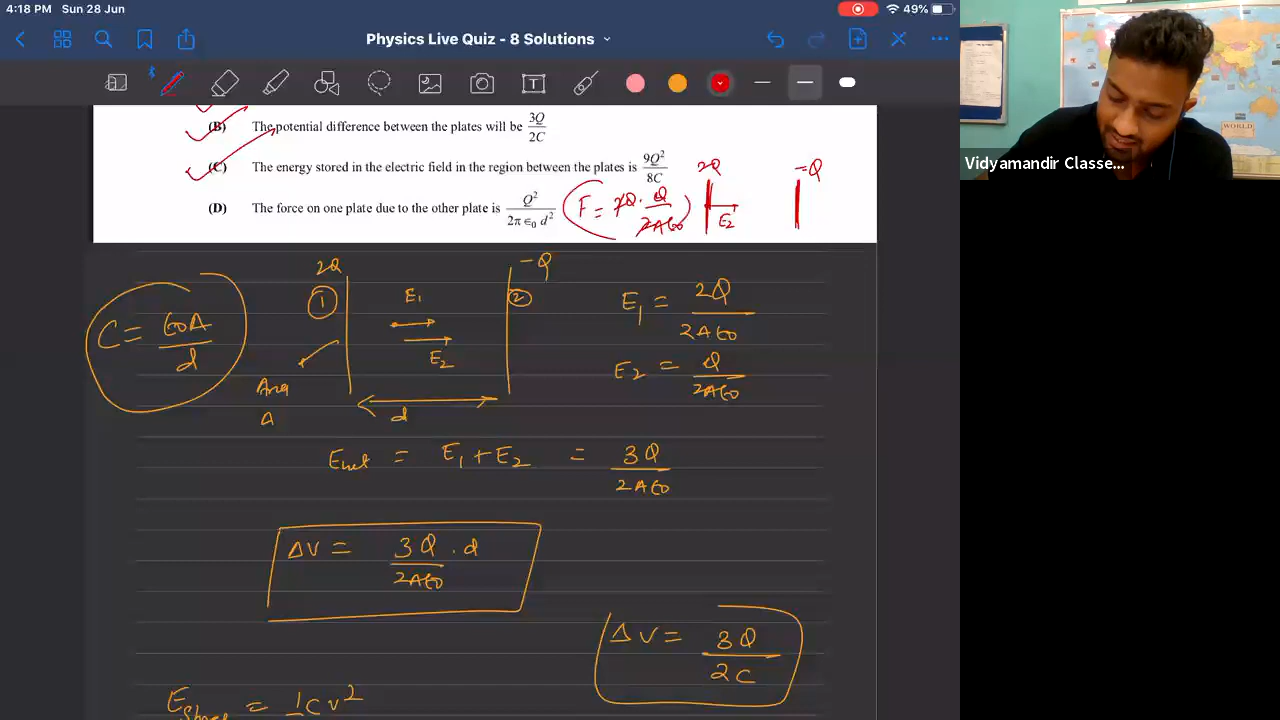 4:18 PM Sun 28 Jun
49%
Physics Live Quiz - 8 Solutions
(B) The potential difference between the plates will be 3Q/2C
(C) The energy stored in the electric field in the region between the plates is 9Q²/8C
(D) The force on one plate due to the other plate is Q²/2π ∈₀ d²
F = 2Q · Q/2A∈0
2Q
-Q
E2
2Q
-Q
C = ∈0A/d
1
2
E1
E2
Area
A
d
E1 = 2Q/2A∈0
E2 = Q/2A∈0
Enet = E1 + E2 = 3Q/2A∈0
ΔV = 3Q/2A∈0 · d
ΔV = 3Q/2C
= 1 C V²
Vidyamandir Classe...
WORLD